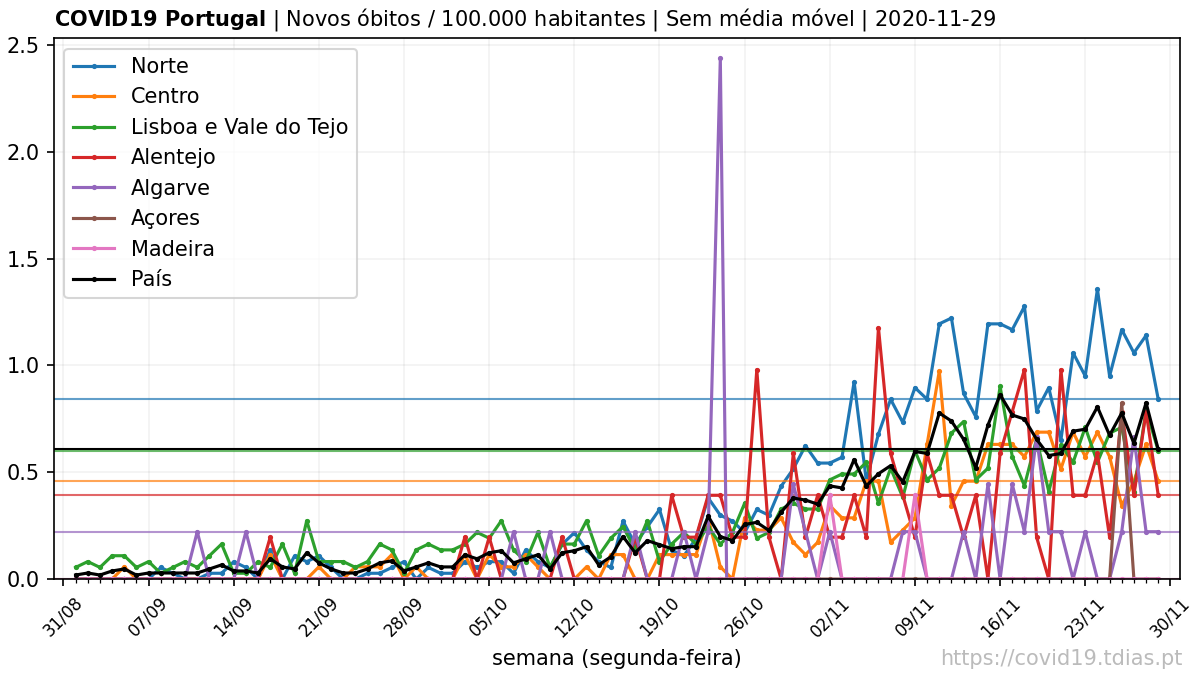 COVID19 Portugal | Novos óbitos / 100.000 habitantes | Sem média móvel | 2020-11-29
2.5
2.0
1.5
1.0
0.5
0.0
Norte
Centro
Lisboa e Vale do Tejo
Alentejo
Algarve
Açores
Madeira
País
31/08
07/09
14/09
21/09
28/09
05/10
12/10
19/10
26/10
02/11
09/11
16/11
23/11
30/11
semana (segunda-feira)
https://covid19.tdias.pt